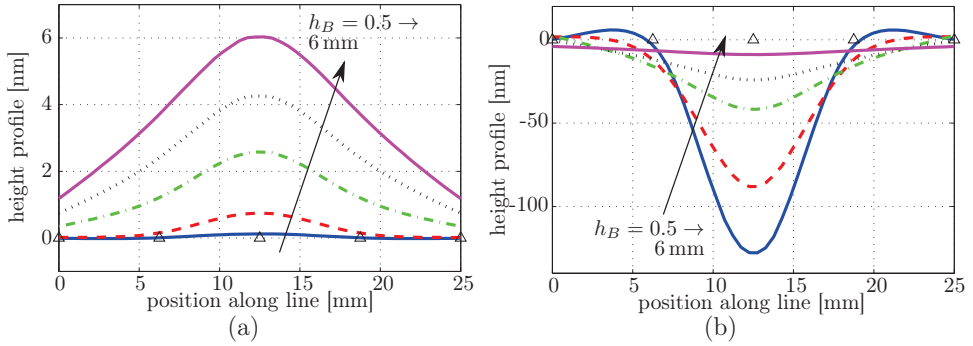 6
4
2
0
height profile [nm]
h_B = 0.5 →
6 mm
0 5 10 15 20 25
position along line [mm]
(a)
0
-50
-100
height profile [nm]
h_B = 0.5 →
6 mm
0 5 10 15 20 25
position along line [mm]
(b)